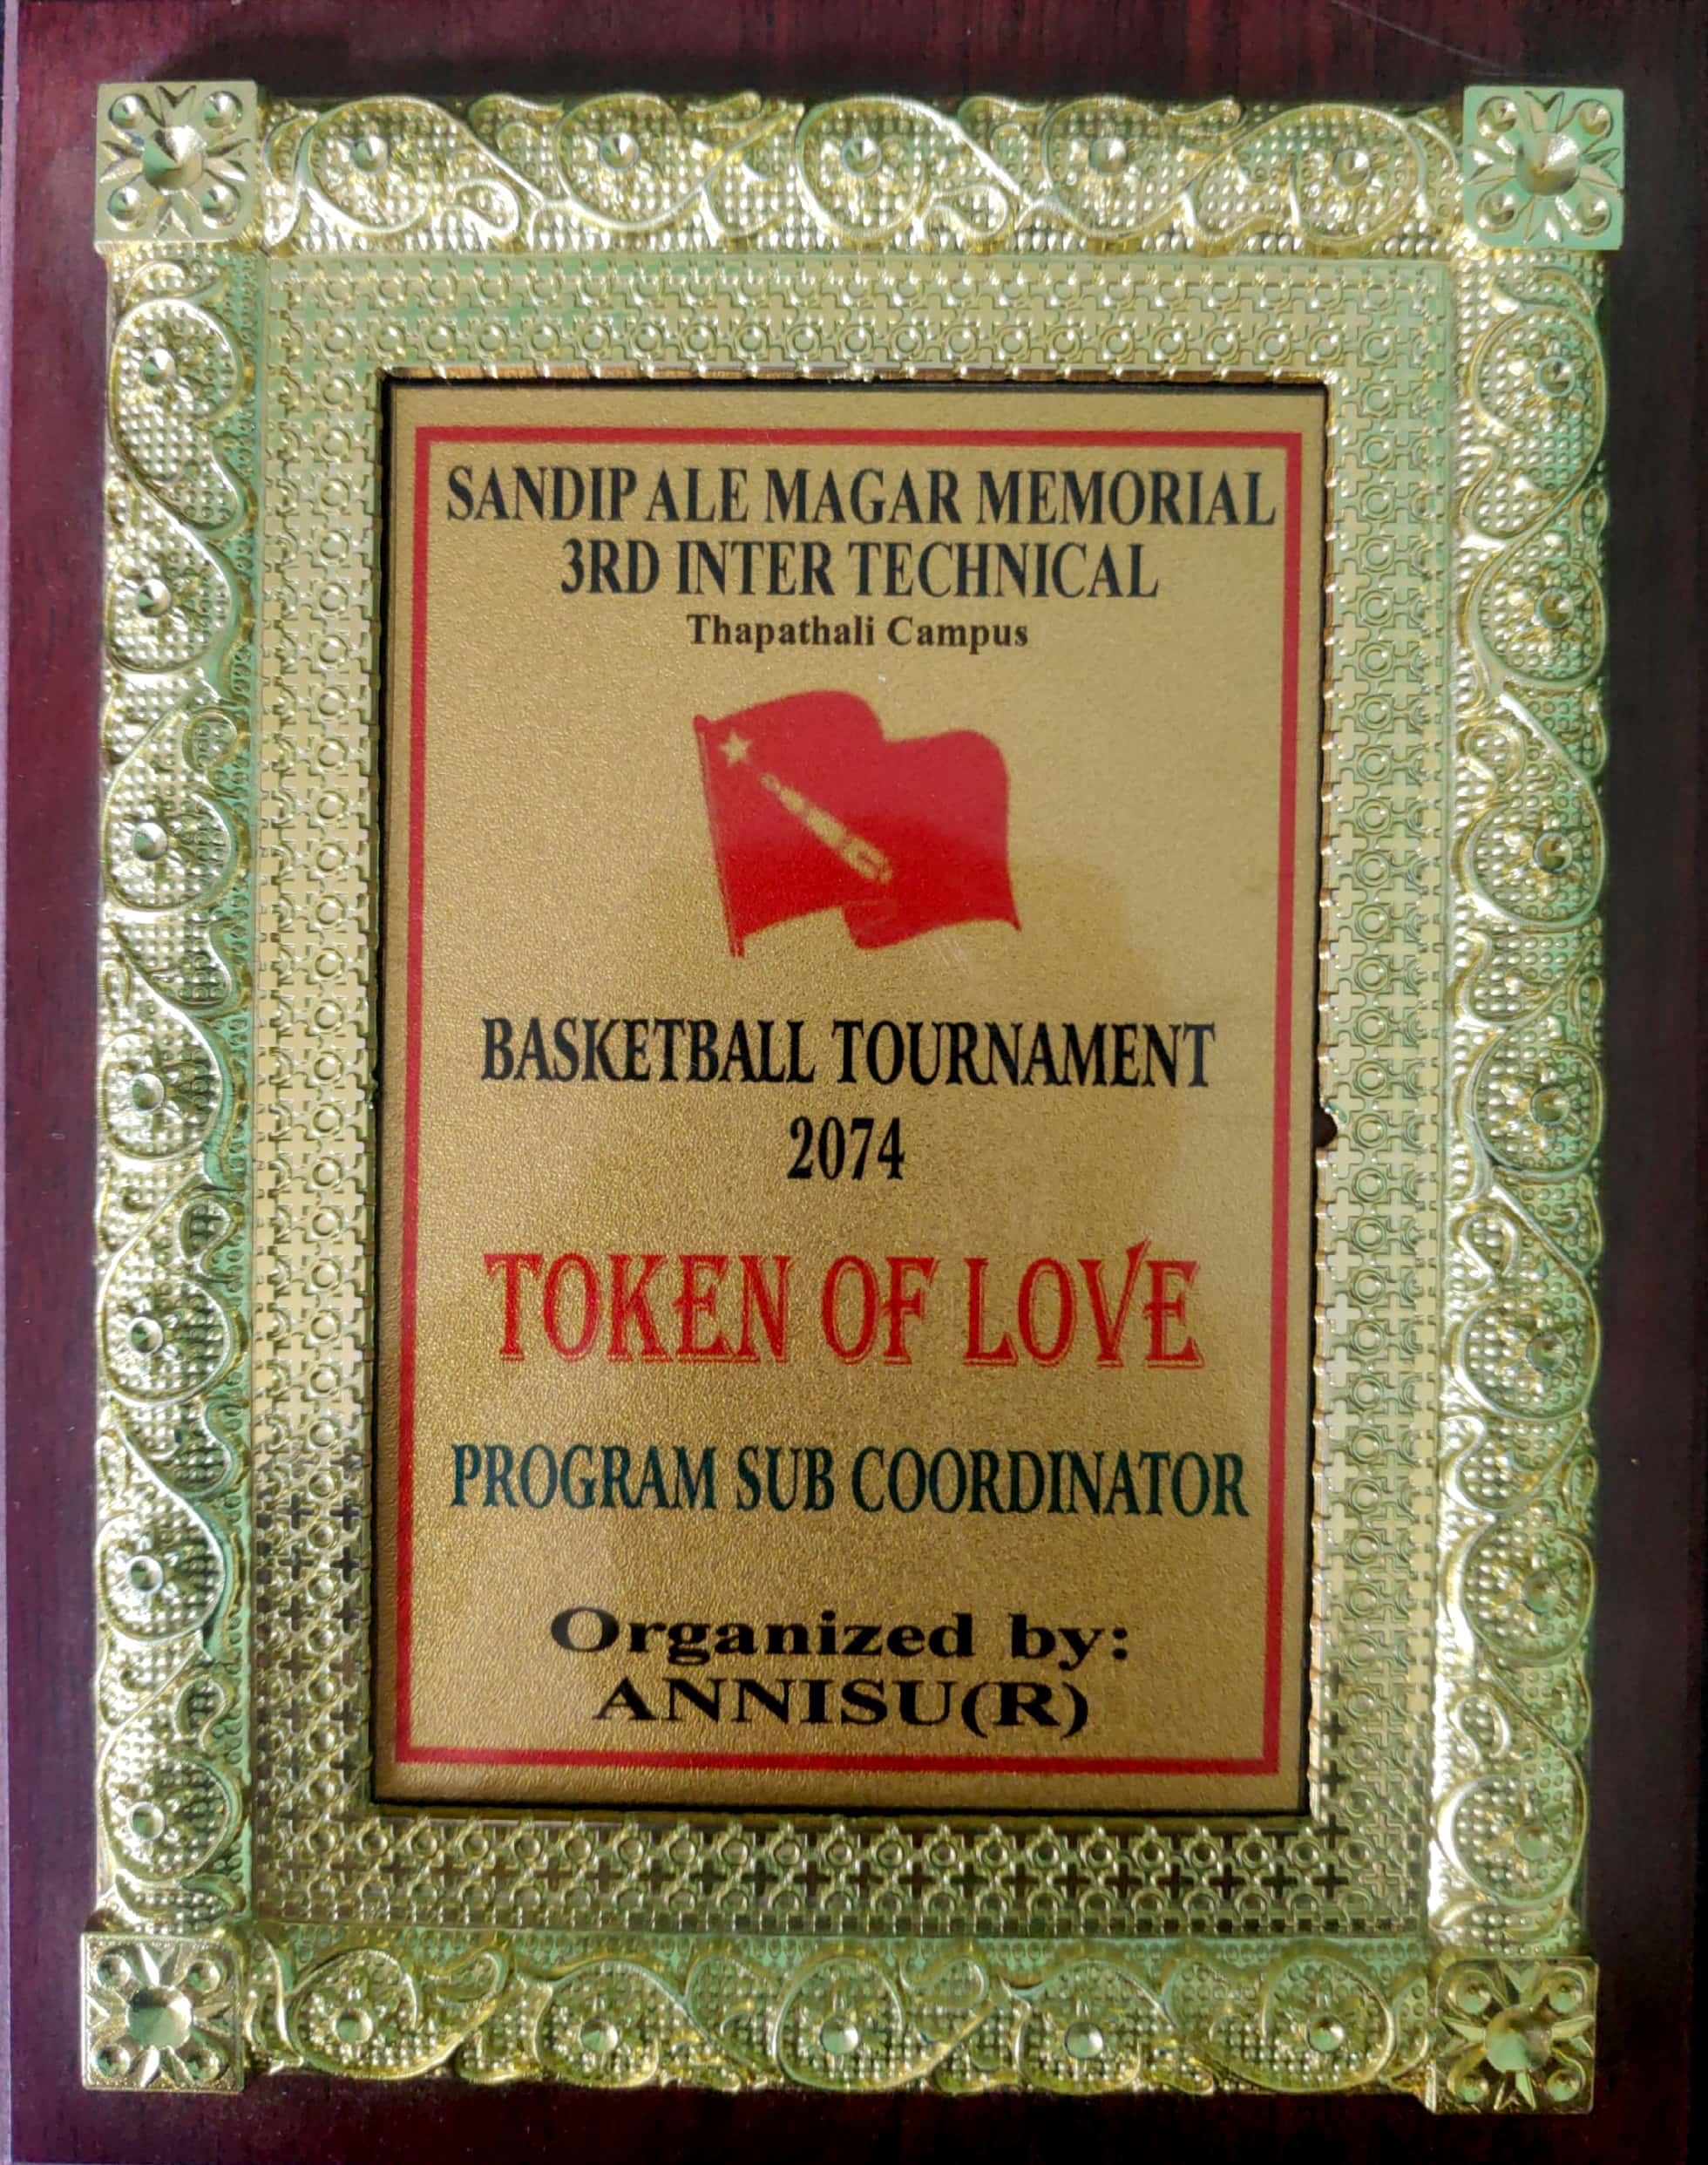 SANDIP ALE MAGAR MEMORIAL
3RD INTER TECHNICAL
Thapathali Campus
BASKETBALL TOURNAMENT
2074
TOKEN OF LOVE
PROGRAM SUB COORDINATOR
Organized by:
ANNISU(R)